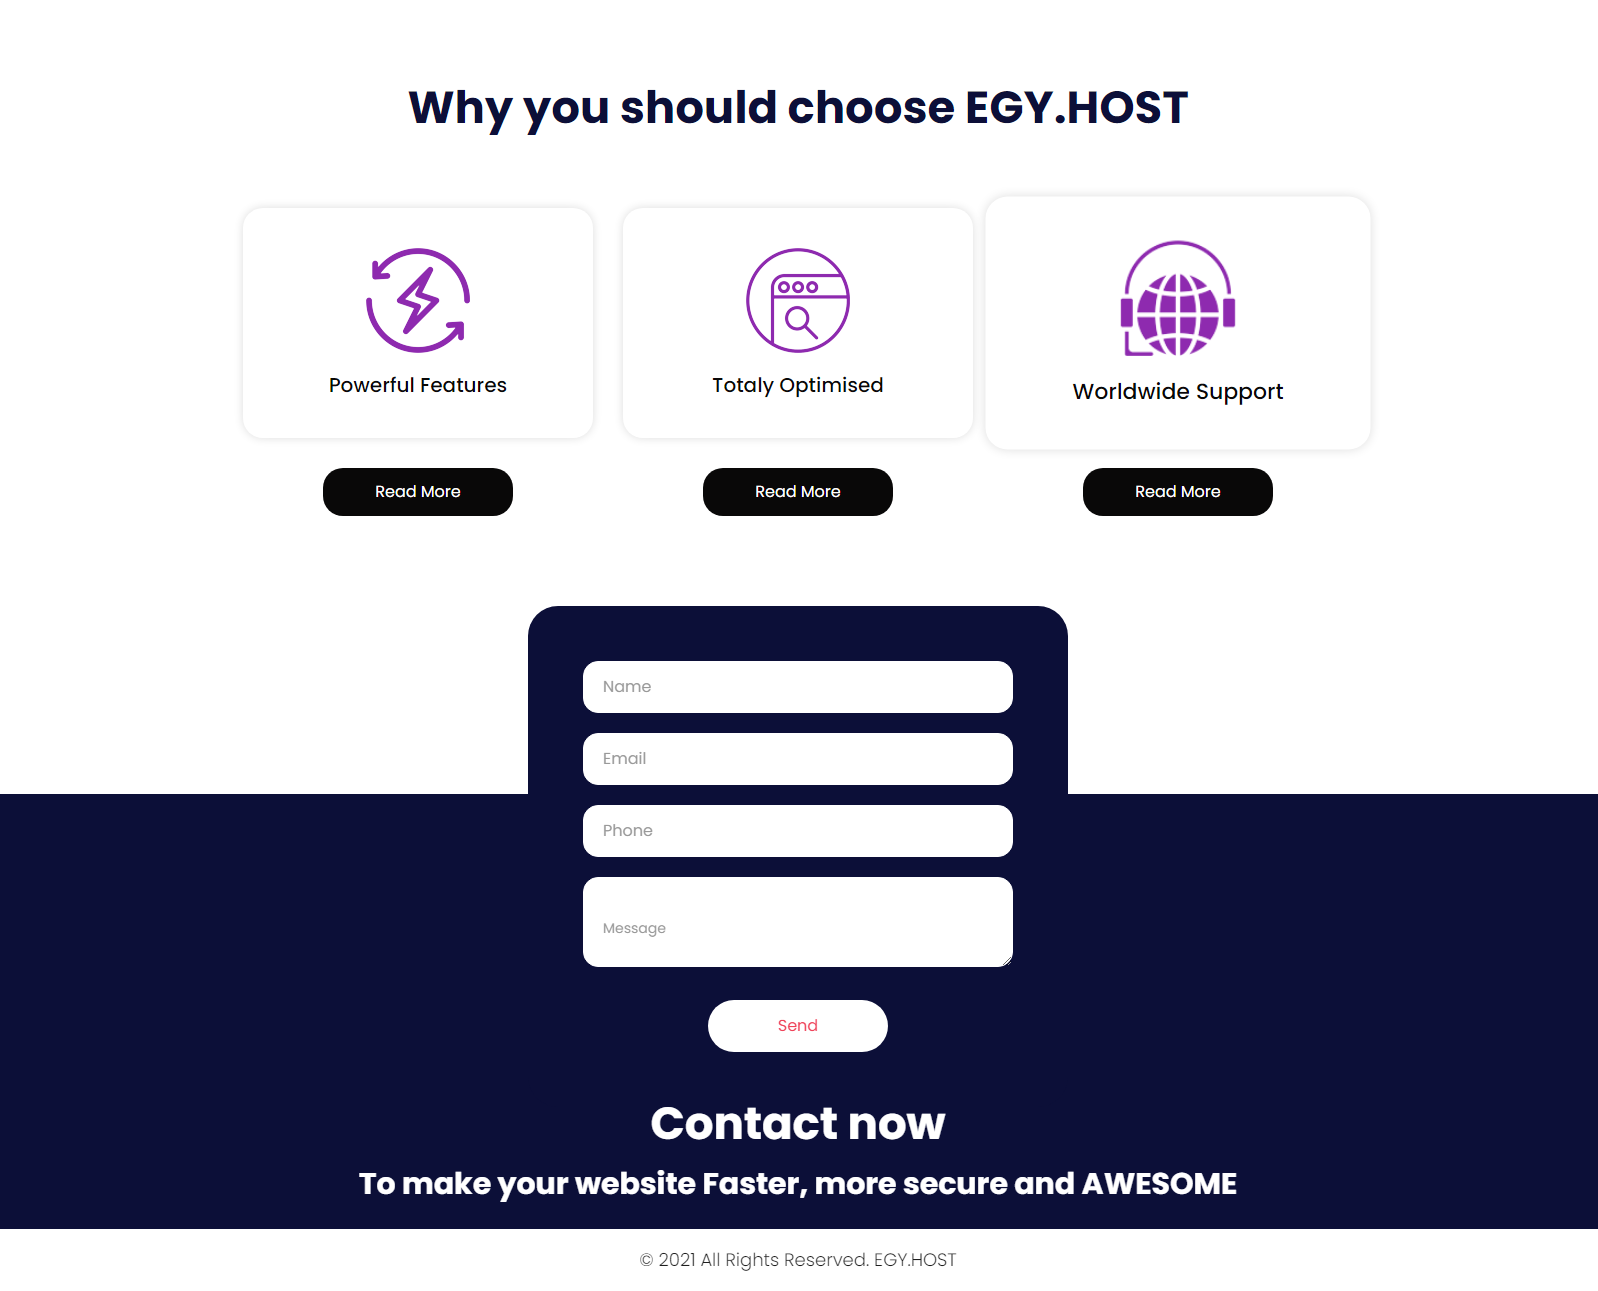 Why you should choose EGY.HOST
Powerful Features
Totaly Optimised
Worldwide Support
Read More
Read More
Read More
Name
Email
Phone
Message
Send
Contact now
To make your website Faster, more secure and AWESOME
© 2021 All Rights Reserved. EGY.HOST